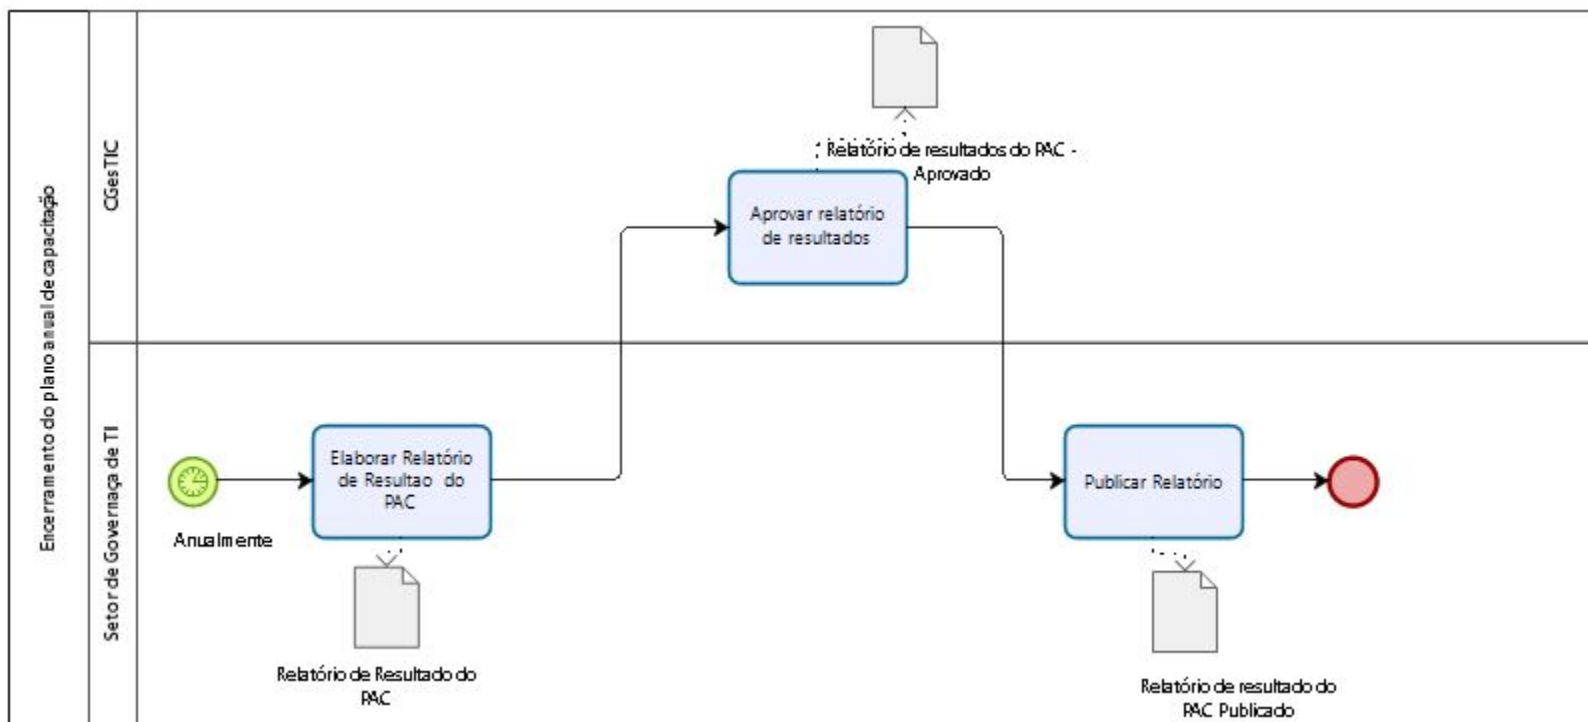 Encerramento do plano anual de capacitação
CGesTIC
Relatório de resultados do PAC -
Aprovado
Aprovar relatório
de resultados
Setor de Governaça de TI
Anualmente
Elaborar Relatório
de Resultao do
PAC
Relatório de Resultado do
PAC
Publicar Relatório
Relatório de resultado do
PAC Publicado